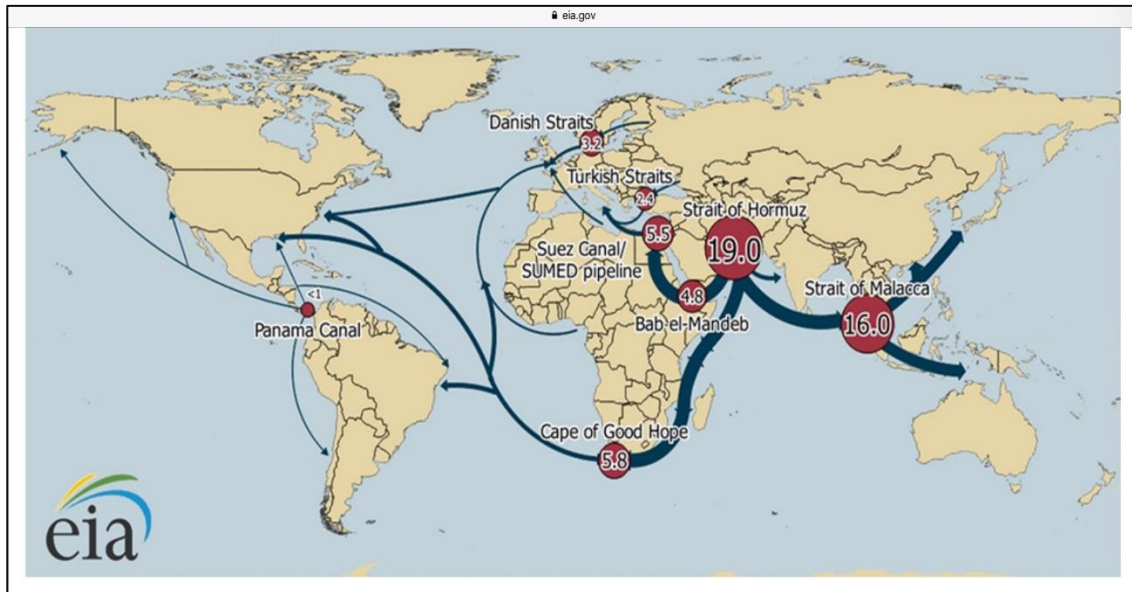 eia.gov
Danish Straits
3.2
Turkish Straits
2.4
Strait of Hormuz
19.0
5.5
Suez Canal/
SUMED pipeline
4.8
Bab el-Mandeb
Strait of Malacca
16.0
<1
Panama Canal
Cape of Good Hope
5.8
eia